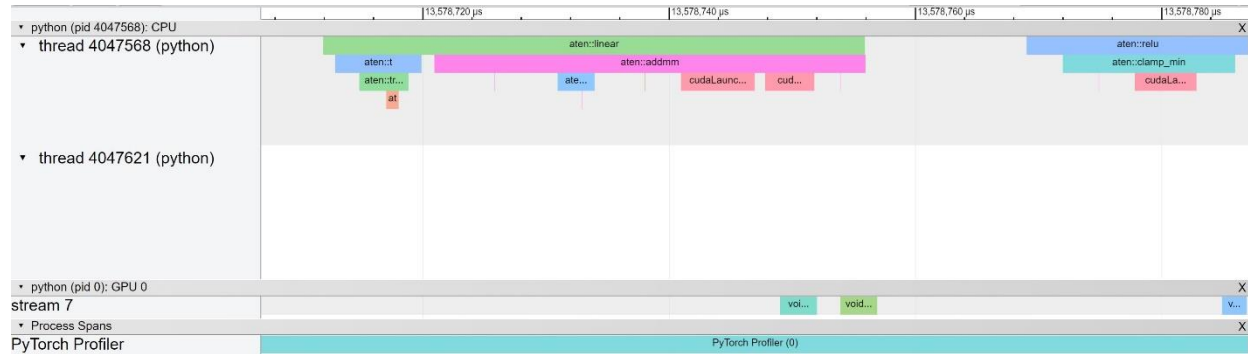 13,578,720 µs 13,578,740 µs 13,578,760 µs 13,578,780 µs
▾ python (pid 4047568): CPU X
▾ thread 4047568 (python) aten::linear aten::relu
aten::t aten::addmm aten::clamp_min
aten::tr... ate... cudaLaunc... cud... cudaLa...
at
▾ thread 4047621 (python)
▾ python (pid 0): GPU 0 X
stream 7 voi... void... v...
▾ Process Spans X
PyTorch Profiler PyTorch Profiler (0)